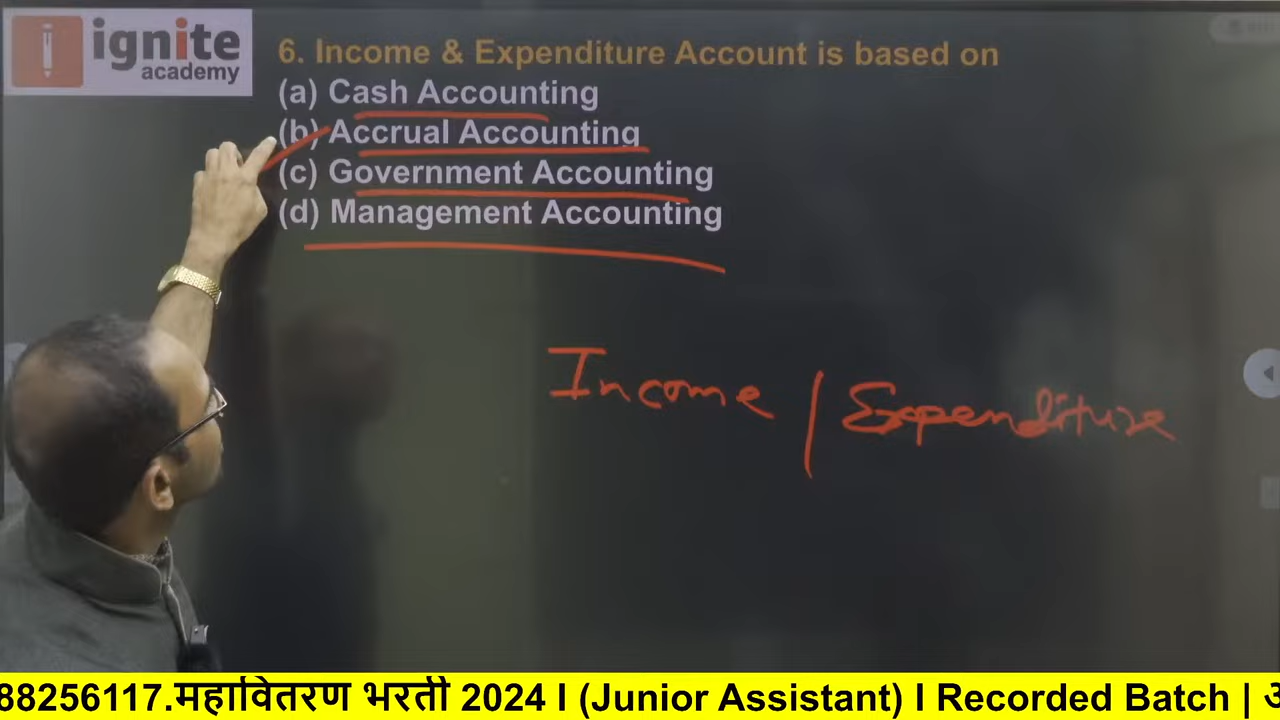 ignite
academy
6. Income & Expenditure Account is based on
(a) Cash Accounting
(b) Accrual Accounting
(c) Government Accounting
(d) Management Accounting
Income / Expenditure
88256117.महावितरण भरती 2024 I (Junior Assistant) I Recorded Batch |